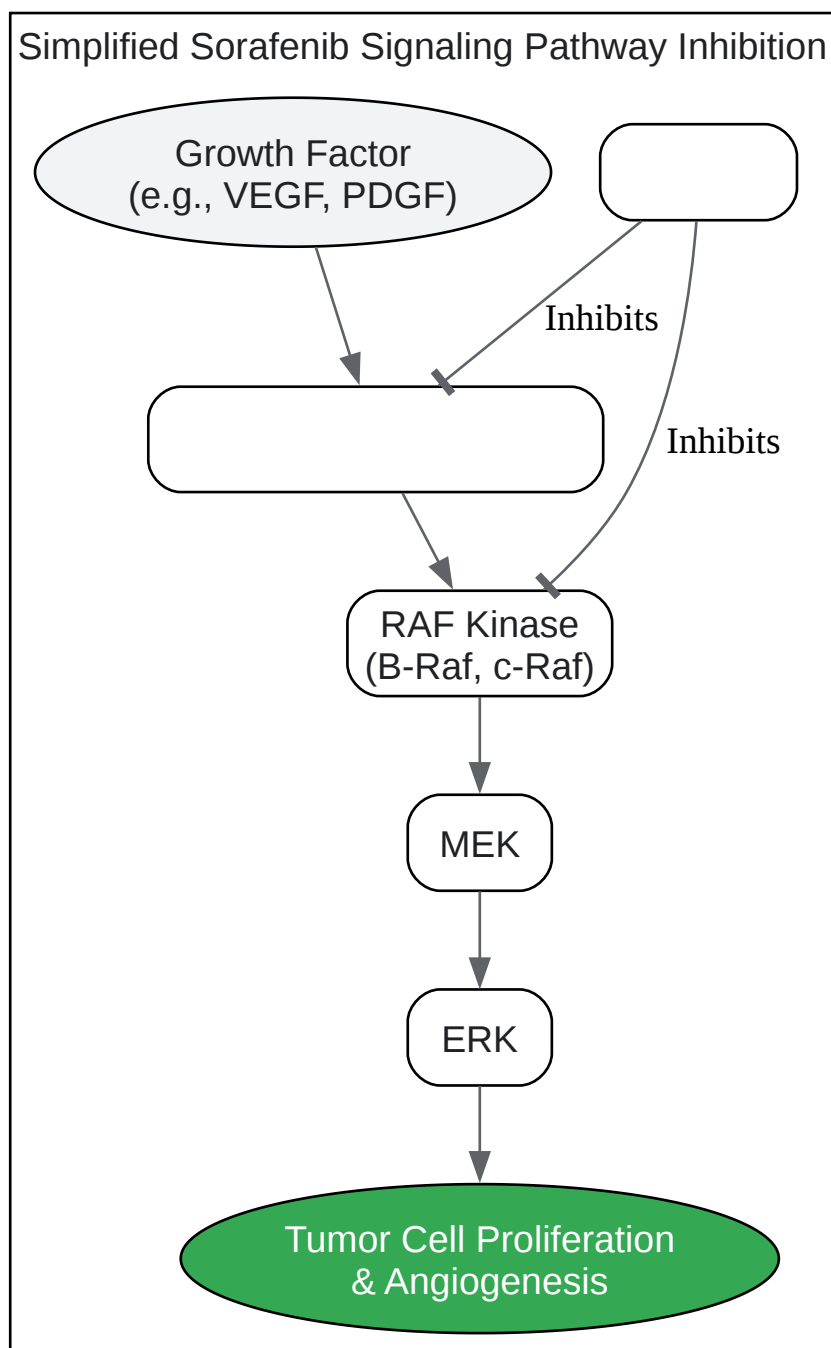 Simplified Sorafenib Signaling Pathway Inhibition
Growth Factor
(e.g., VEGF, PDGF)
Inhibits
Inhibits
RAF Kinase
(B-Raf, c-Raf)
MEK
ERK
Tumor Cell Proliferation
& Angiogenesis